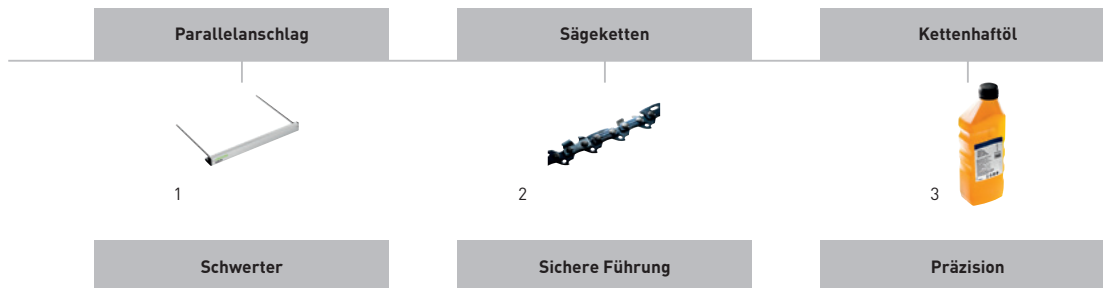 Parallelanschlag
Sägeketten
Kettenhaftöl
1
2
3
Schwerter
Sichere Führung
Präzision